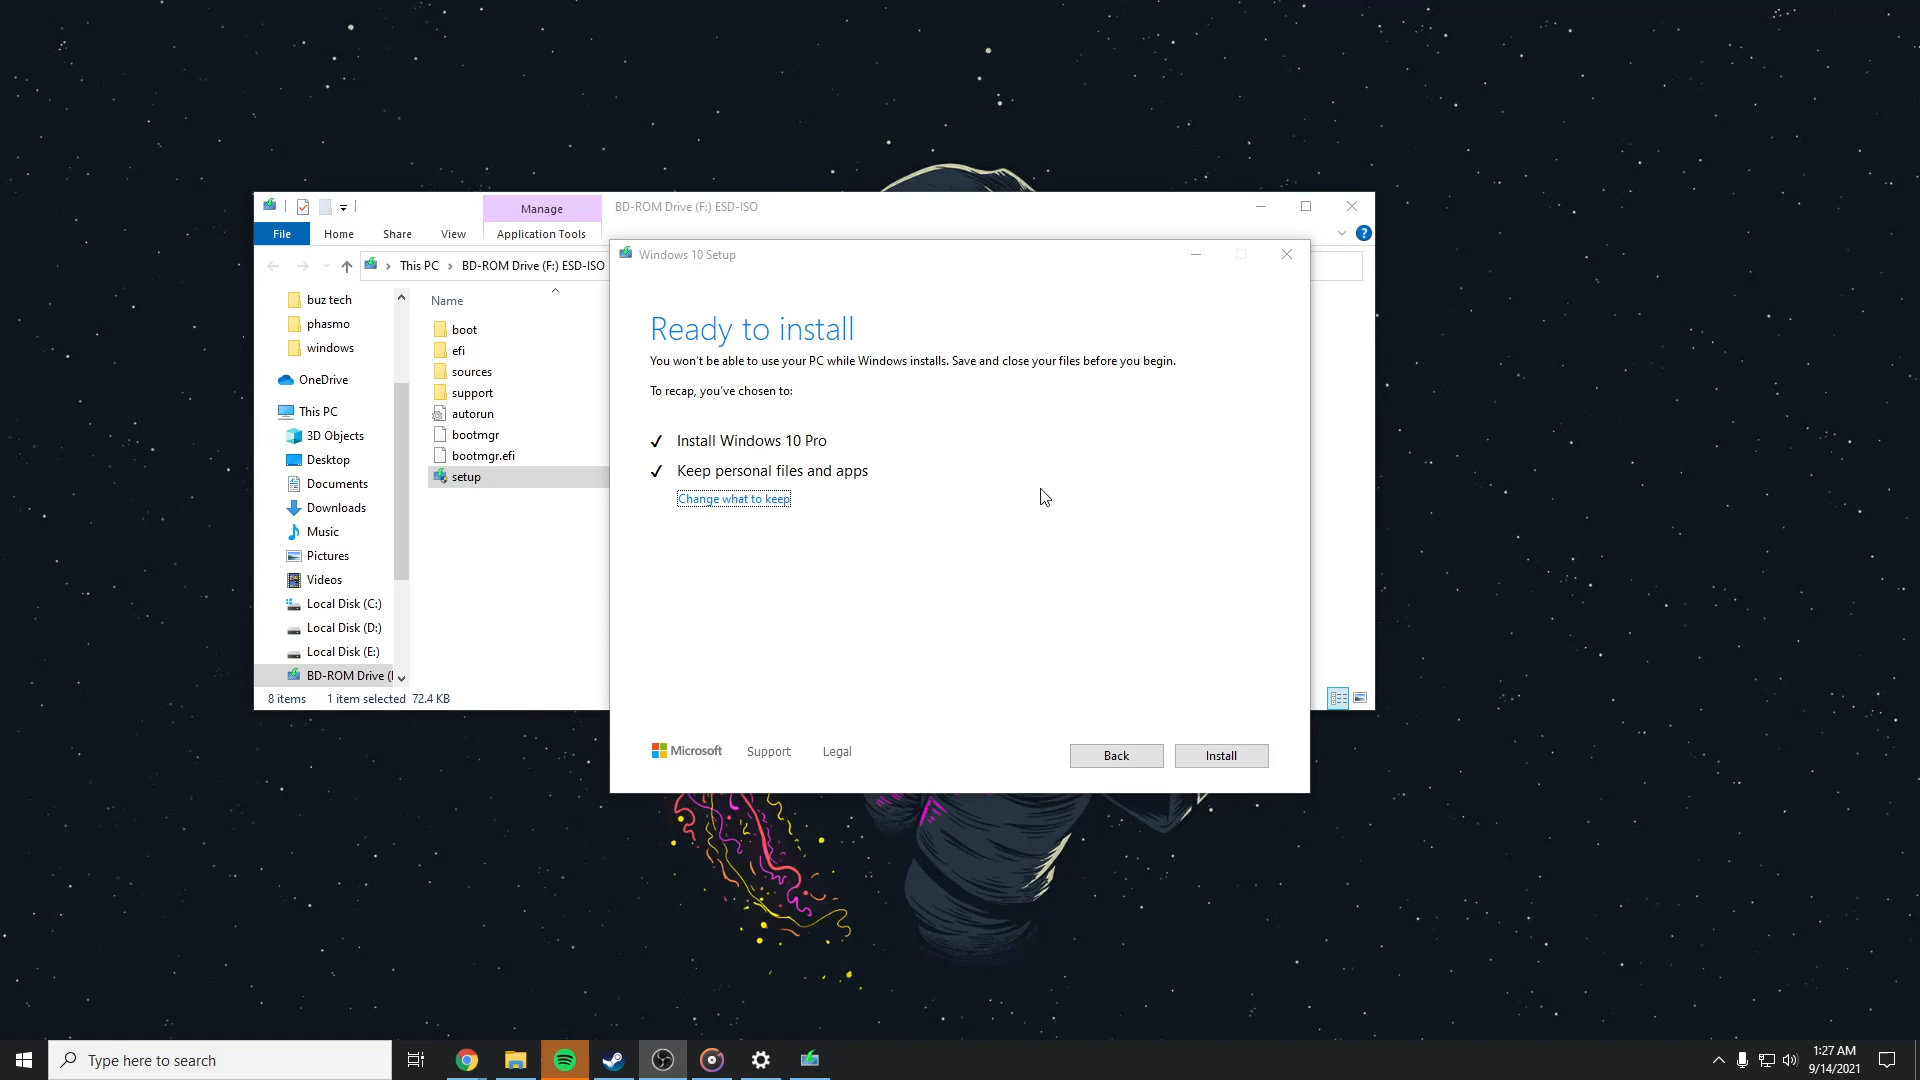 Manage
BD-ROM Drive (F:) ESD-ISO
File
Home
Share
View
Application Tools
This PC
BD-ROM Drive (F:) ESD-ISO
buz tech
phasmo
windows
OneDrive
This PC
3D Objects
Desktop
Documents
Downloads
Music
Pictures
Videos
Local Disk (C:)
Local Disk (D:)
Local Disk (E:)
BD-ROM Drive (
Name
boot
efi
sources
support
autorun
bootmgr
bootmgr.efi
setup
8 items 1 item selected 72.4 KB
Windows 10 Setup
Ready to install
You won't be able to use your PC while Windows installs. Save and close your files before you begin.
To recap, you've chosen to:
Install Windows 10 Pro
Keep personal files and apps
Change what to keep
Microsoft
Support
Legal
Back
Install
Type here to search
1:27 AM
9/14/2021